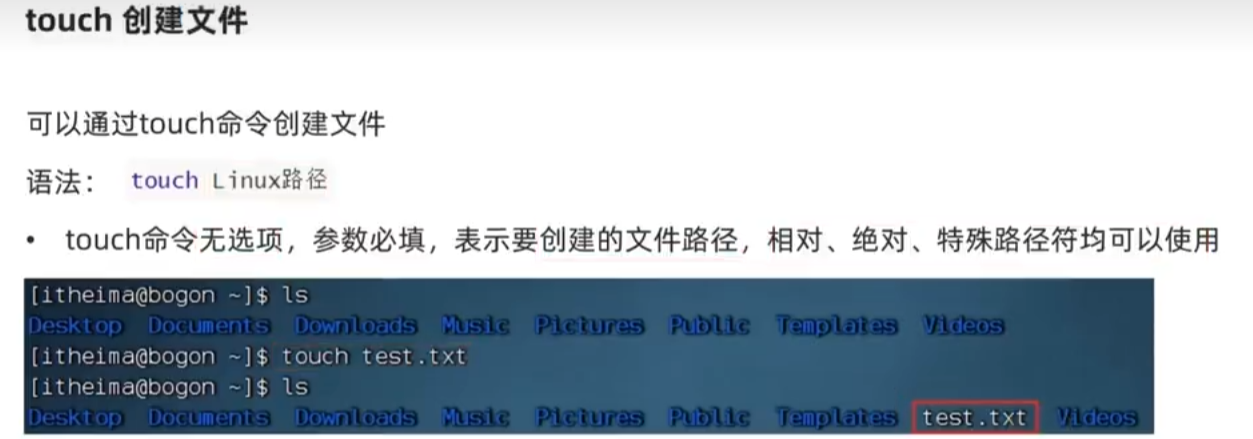 touch 创建文件
可以通过touch命令创建文件
语法： touch Linux路径
• touch命令无选项，参数必填，表示要创建的文件路径，相对、绝对、特殊路径符均可以使用
[itheima@bogon ~]$ ls
Desktop Documents Downloads Music Pictures Public Templates Videos
[itheima@bogon ~]$ touch test.txt
[itheima@bogon ~]$ ls
Desktop Documents Downloads Music Pictures Public Templates test.txt Videos